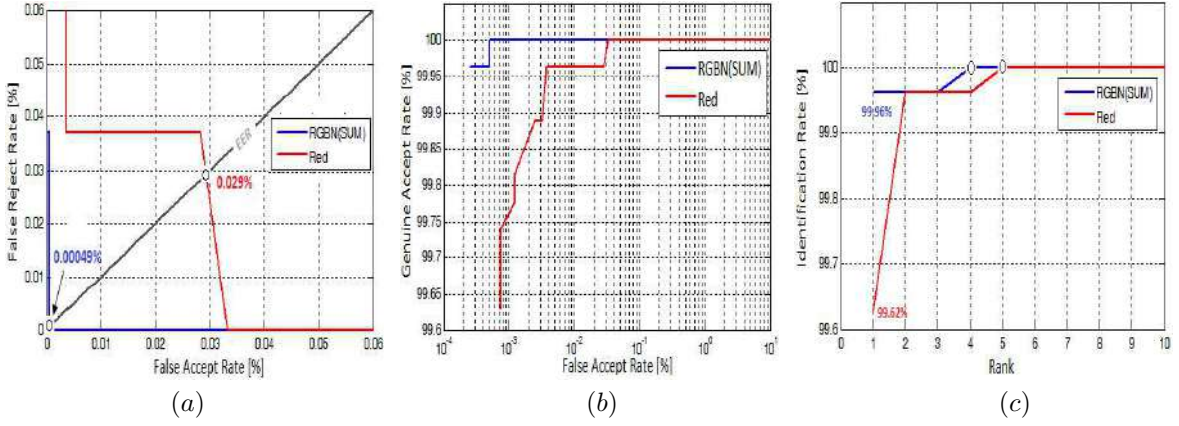 0.06
0.05
0.04
0.03
0.02
0.01
0
False Reject Rate [%]
0 0.01 0.02 0.03 0.04 0.05 0.06
False Accept Rate [%]
EER
RGBN(SUM)
Red
0.029%
0.00049%
(a)
100
99.95
99.9
99.85
99.8
99.75
99.7
99.65
99.6
Genuine Accept Rate [%]
10-4 10-3 10-2 10-1 100 101
False Accept Rate [%]
RGBN(SUM)
Red
(b)
100
99.9
99.8
99.7
99.6
Identification Rate [%]
0 1 2 3 4 5 6 7 8 9 10
Rank
RGBN(SUM)
Red
99.96%
99.62%
(c)